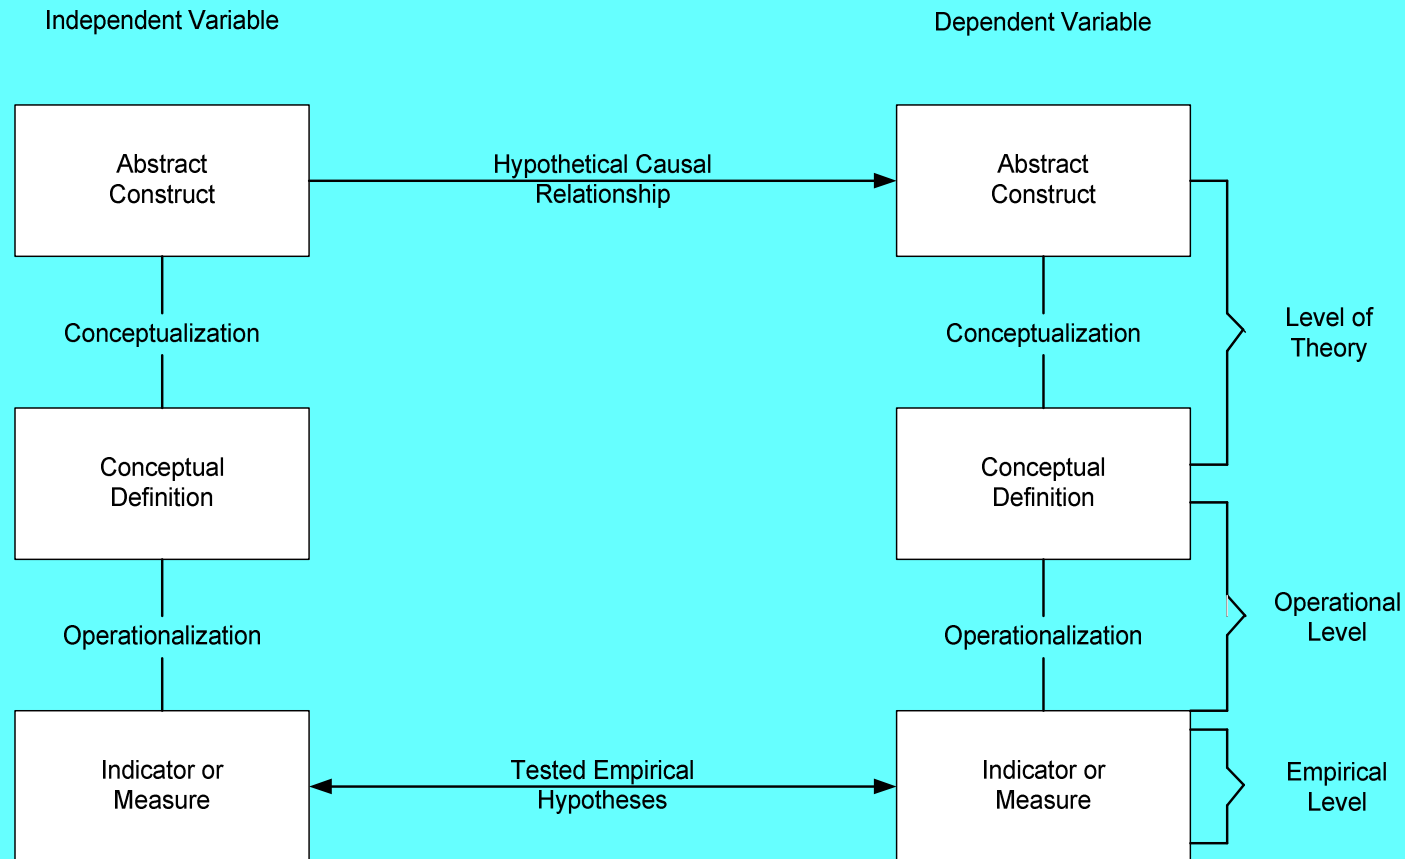 Independent Variable
Dependent Variable
Abstract
Construct
Hypothetical Causal
Relationship
Abstract
Construct
Conceptualization
Conceptualization
Level of
Theory
Conceptual
Definition
Conceptual
Definition
Operationalization
Operationalization
Operational
Level
Indicator or
Measure
Tested Empirical
Hypotheses
Indicator or
Measure
Empirical
Level